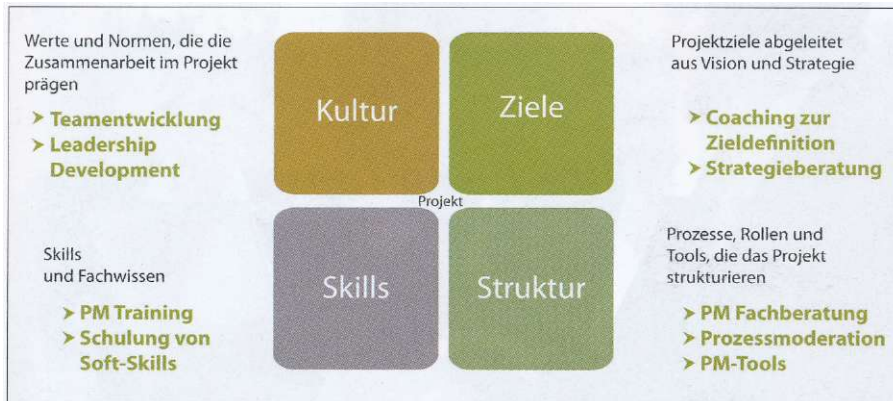 Werte und Normen, die die
Zusammenarbeit im Projekt
prägen
➤ Teamentwicklung
➤ Leadership
Development
Kultur
Ziele
Projektziele abgeleitet
aus Vision und Strategie
➤ Coaching zur
Zieldefinition
➤ Strategieberatung
Projekt
Skills
und Fachwissen
➤ PM Training
➤ Schulung von
Soft-Skills
Skills
Struktur
Prozesse, Rollen und
Tools, die das Projekt
strukturieren
➤ PM Fachberatung
➤ Prozessmoderation
➤ PM-Tools